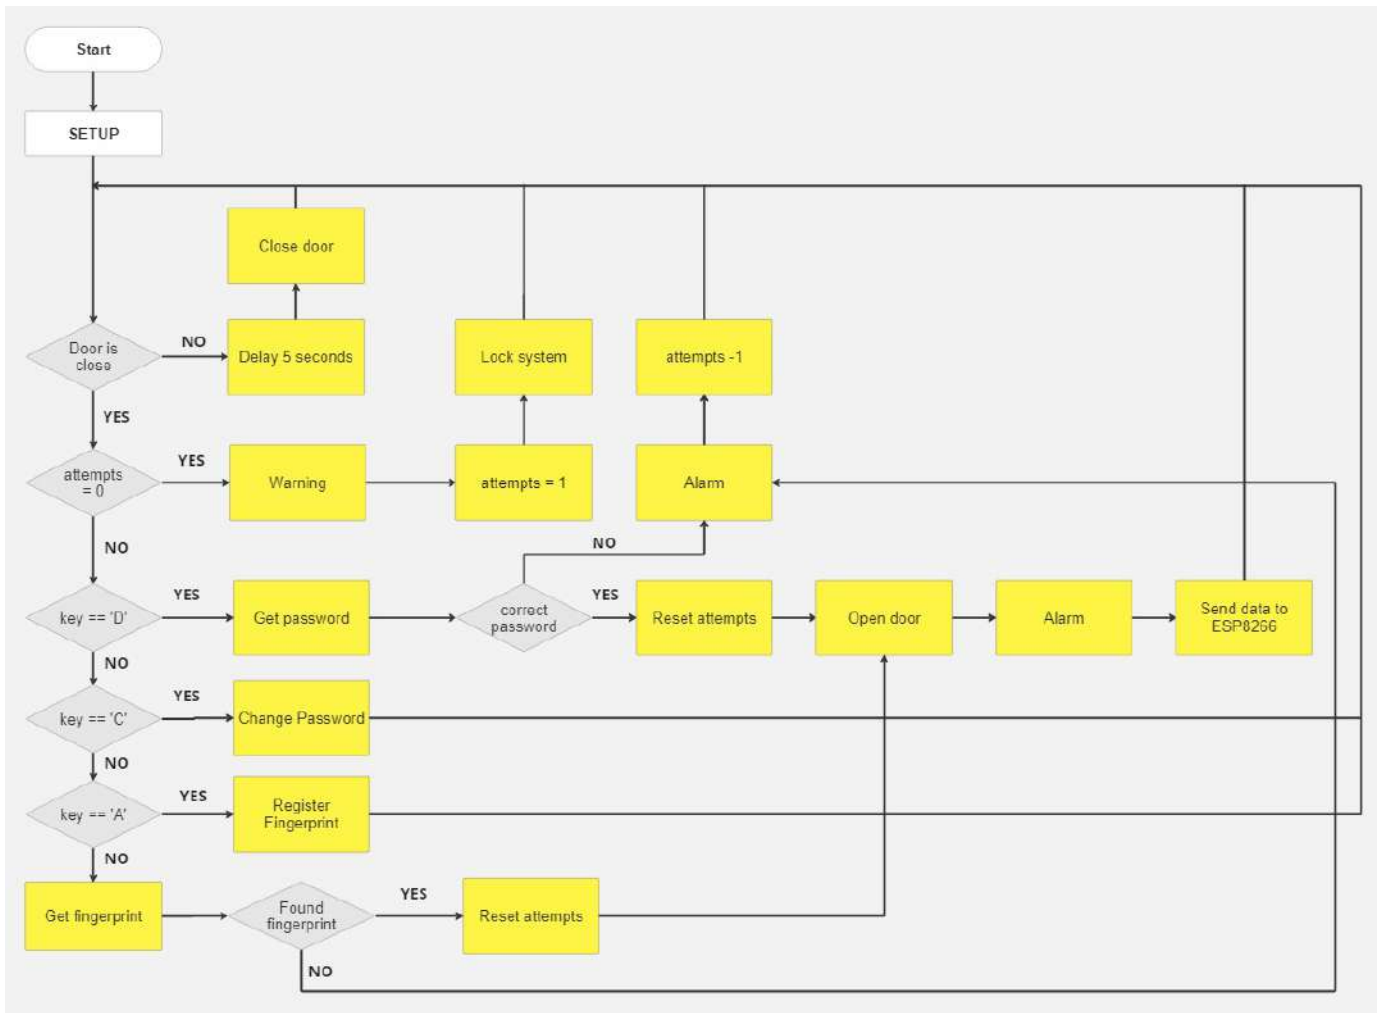 Start
SETUP
Close door
Door is
close
NO
Delay 5 seconds
Lock system
attempts -1
YES
attempts
= 0
YES
Warning
attempts = 1
Alarm
NO
NO
key == 'D'
YES
Get password
correct
password
YES
Reset attempts
Open door
Alarm
Send data to
ESP8266
NO
key == 'C'
YES
Change Password
NO
key == 'A'
YES
Register
Fingerprint
NO
Get fingerprint
Found
fingerprint
YES
Reset attempts
NO